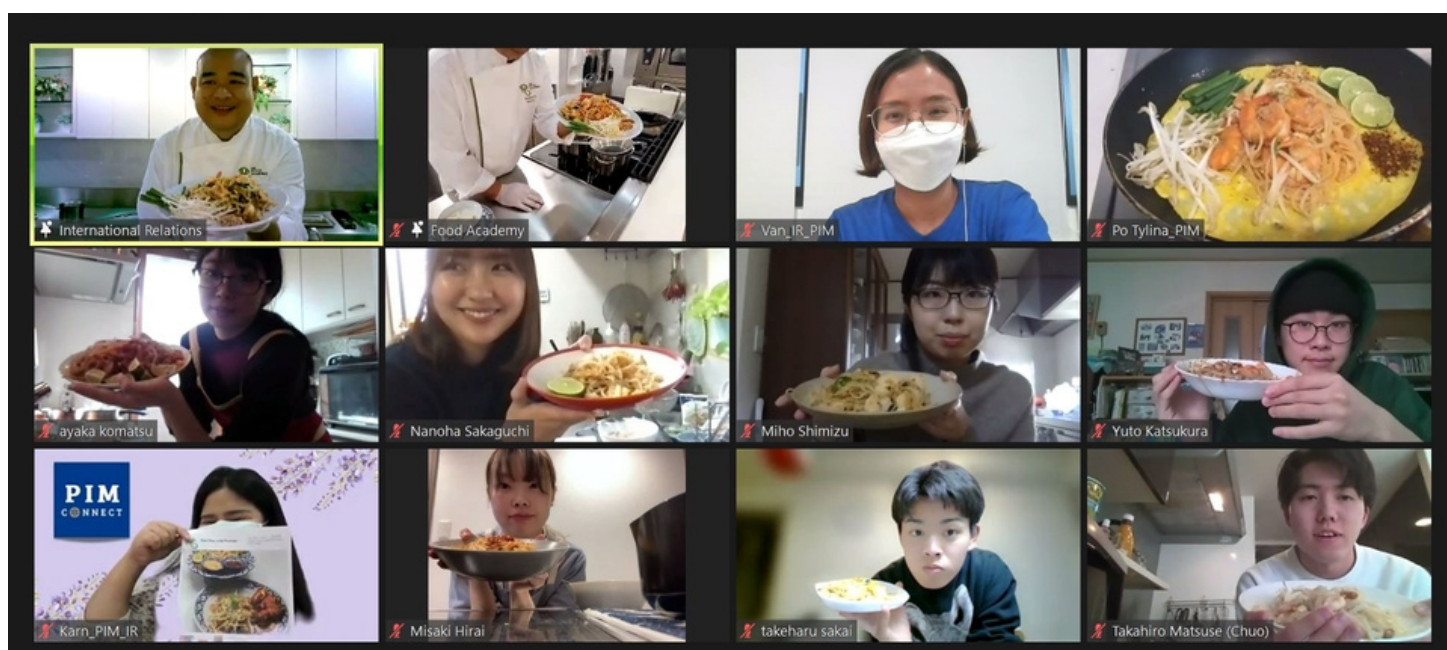 International Relations
Food Academy
Van_IR_PIM
Po Tylina_PIM
ayaka komatsu
Nanoha Sakaguchi
Miho Shimizu
Yuto Katsukura
PIM
CONNECT
Karn_PIM_IR
Misaki Hirai
takeharu sakai
Takahiro Matsuse (Chuo)